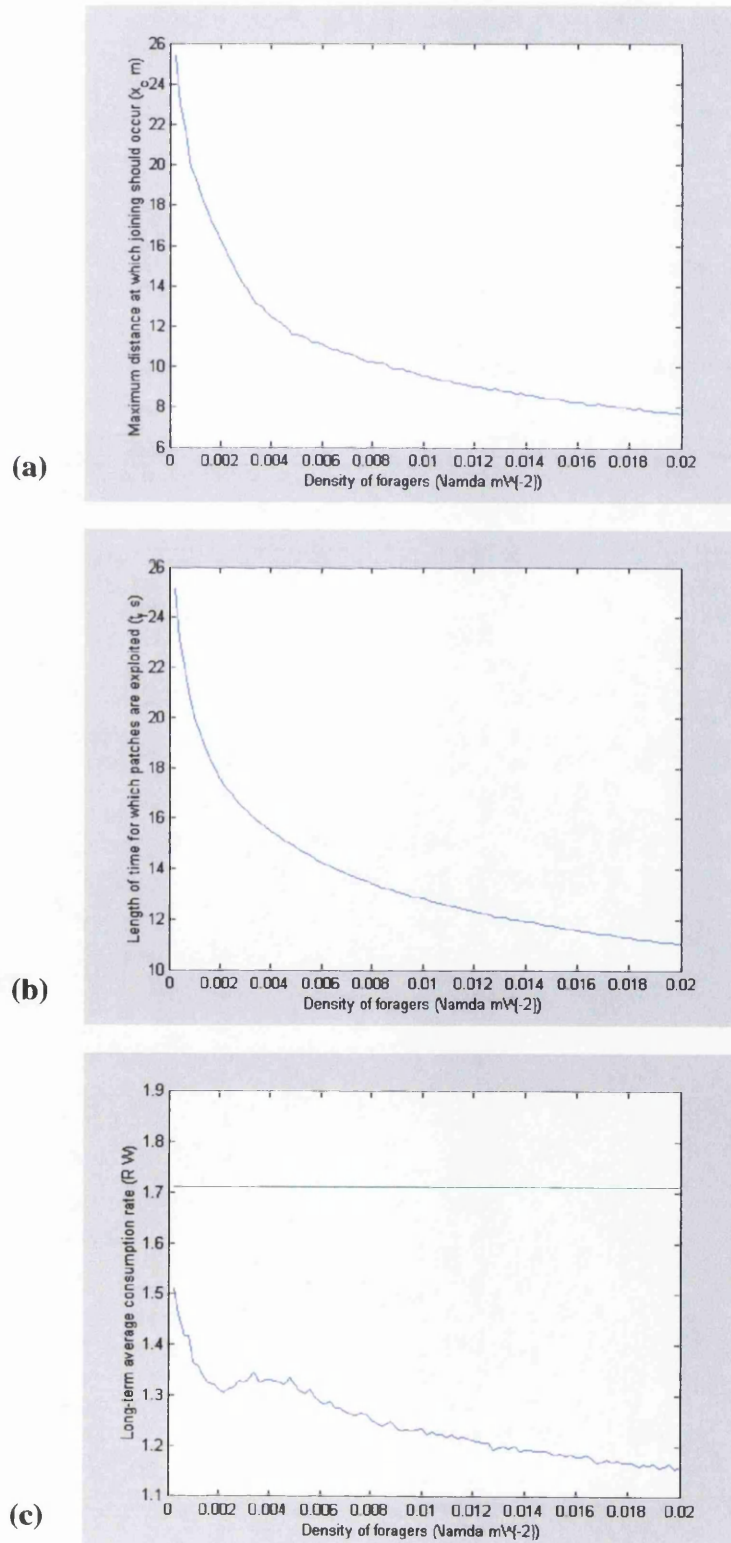 26
24
22
20
18
16
14
12
10
8
6
Maximum distance at which joining should occur (x_c m)
0 0.002 0.004 0.006 0.008 0.01 0.012 0.014 0.016 0.018 0.02
Density of foragers (\lamda m\^{-2})
(a)
26
24
22
20
18
16
14
12
10
Length of time for which patches are exploited (t, s)
0 0.002 0.004 0.006 0.008 0.01 0.012 0.014 0.016 0.018 0.02
Density of foragers (\lamda m\^{-2})
(b)
1.9
1.8
1.7
1.6
1.5
1.4
1.3
1.2
1.1
Long-term average consumption rate (R W)
0 0.002 0.004 0.006 0.008 0.01 0.012 0.014 0.016 0.018 0.02
Density of foragers (\lamda m\^{-2})
(c)